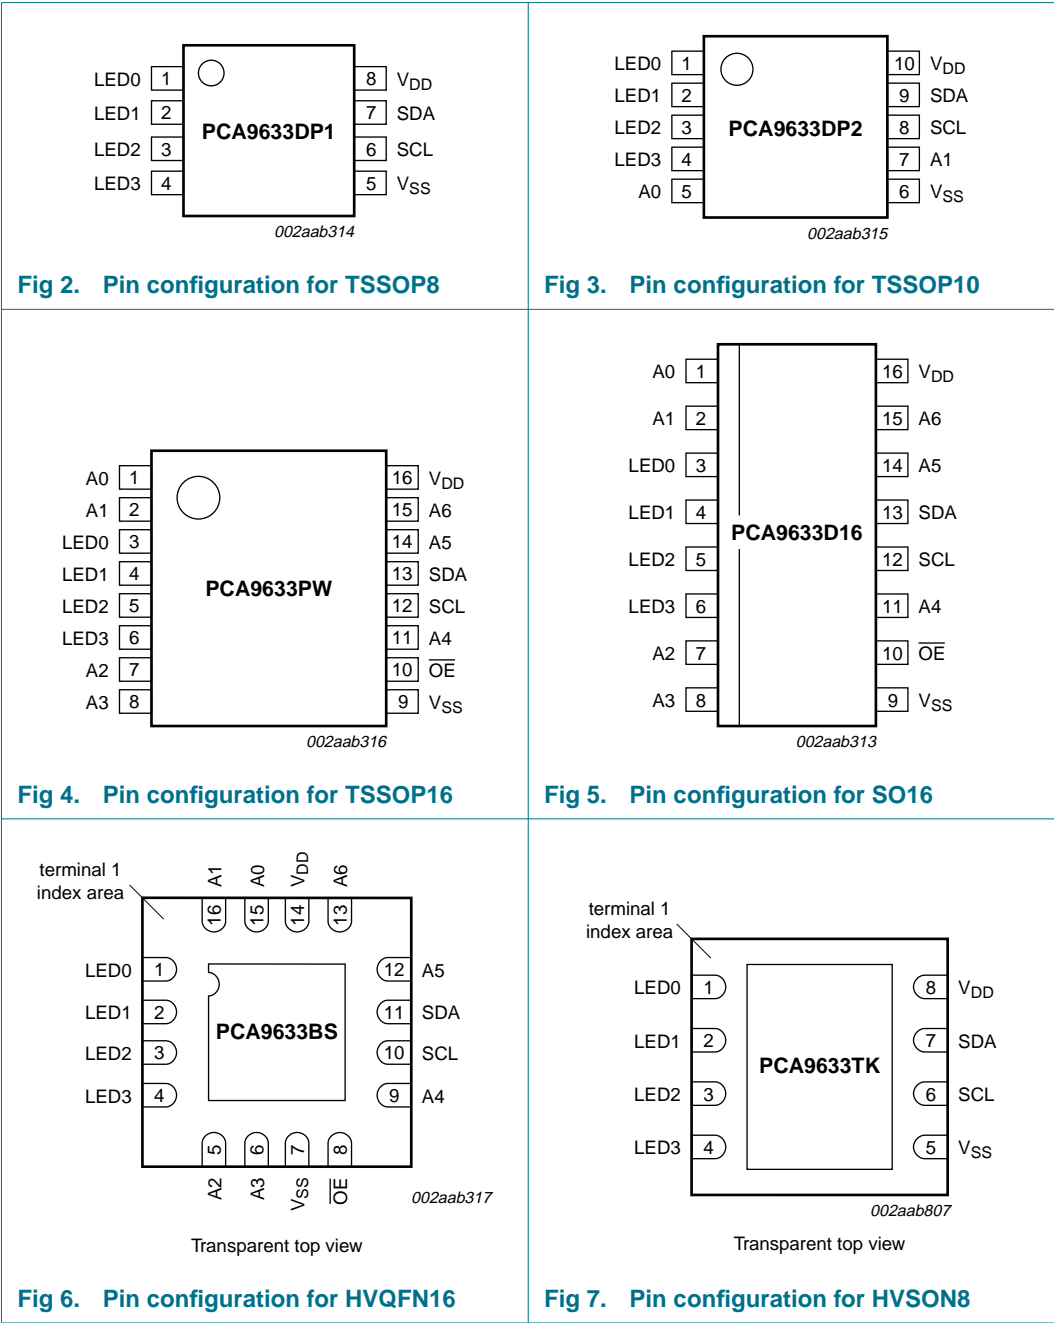 LED0 1 8 VDD
LED1 2 7 SDA
PCA9633DP1
LED2 3 6 SCL
LED3 4 5 VSS
002aab314
Fig 2. Pin configuration for TSSOP8
LED0 1 10 VDD
LED1 2 9 SDA
LED2 3 PCA9633DP2 8 SCL
LED3 4 7 A1
A0 5 6 VSS
002aab315
Fig 3. Pin configuration for TSSOP10
A0 1 16 VDD
A1 2 15 A6
LED0 3 14 A5
LED1 4 13 SDA
PCA9633PW
LED2 5 12 SCL
LED3 6 11 A4
A2 7 10 OE
A3 8 9 VSS
002aab316
Fig 4. Pin configuration for TSSOP16
A0 1 16 VDD
A1 2 15 A6
LED0 3 14 A5
LED1 4 13 SDA
PCA9633D16
LED2 5 12 SCL
LED3 6 11 A4
A2 7 10 OE
A3 8 9 VSS
002aab313
Fig 5. Pin configuration for SO16
terminal 1
index area
A1 A0 VDD A6
16 15 14 13
LED0 1 12 A5
LED1 2 11 SDA
PCA9633BS
LED2 3 10 SCL
LED3 4 9 A4
5 6 7 8
A2 A3 VSS OE
002aab317
Transparent top view
Fig 6. Pin configuration for HVQFN16
terminal 1
index area
LED0 1 8 VDD
LED1 2 7 SDA
PCA9633TK
LED2 3 6 SCL
LED3 4 5 VSS
002aab807
Transparent top view
Fig 7. Pin configuration for HVSON8